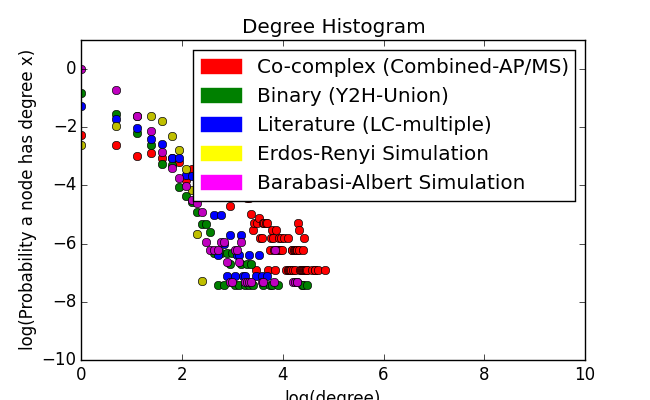 Degree Histogram
log(Probability a node has degree x)
0
−2
−4
−6
−8
−10
Co-complex (Combined-AP/MS)
Binary (Y2H-Union)
Literature (LC-multiple)
Erdos-Renyi Simulation
Barabasi-Albert Simulation
0
2
4
6
8
10
log(degree)